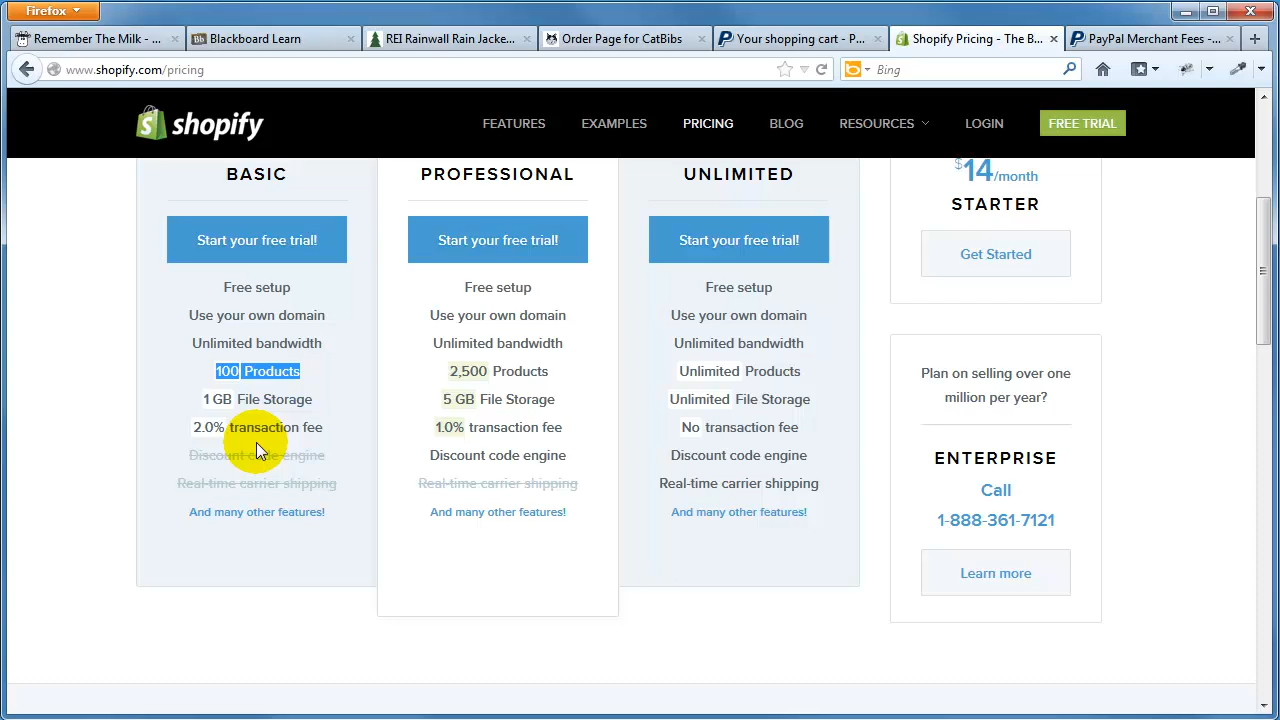 Firefox
Remember The Milk - ...
Blackboard Learn
REI Rainwall Rain Jacke...
Order Page for CatBibs
Your shopping cart - P...
Shopify Pricing - The B...
PayPal Merchant Fees -...
www.shopify.com/pricing
Bing
shopify
FEATURES
EXAMPLES
PRICING
BLOG
RESOURCES
LOGIN
FREE TRIAL
BASIC
Start your free trial!
Free setup
Use your own domain
Unlimited bandwidth
100 Products
1 GB File Storage
2.0% transaction fee
Discount code engine
Real-time carrier shipping
And many other features!
PROFESSIONAL
Start your free trial!
Free setup
Use your own domain
Unlimited bandwidth
2,500 Products
5 GB File Storage
1.0% transaction fee
Discount code engine
Real-time carrier shipping
And many other features!
UNLIMITED
Start your free trial!
Free setup
Use your own domain
Unlimited bandwidth
Unlimited Products
Unlimited File Storage
No transaction fee
Discount code engine
Real-time carrier shipping
And many other features!
$14/month
STARTER
Get Started
Plan on selling over one
million per year?
ENTERPRISE
Call
1-888-361-7121
Learn more